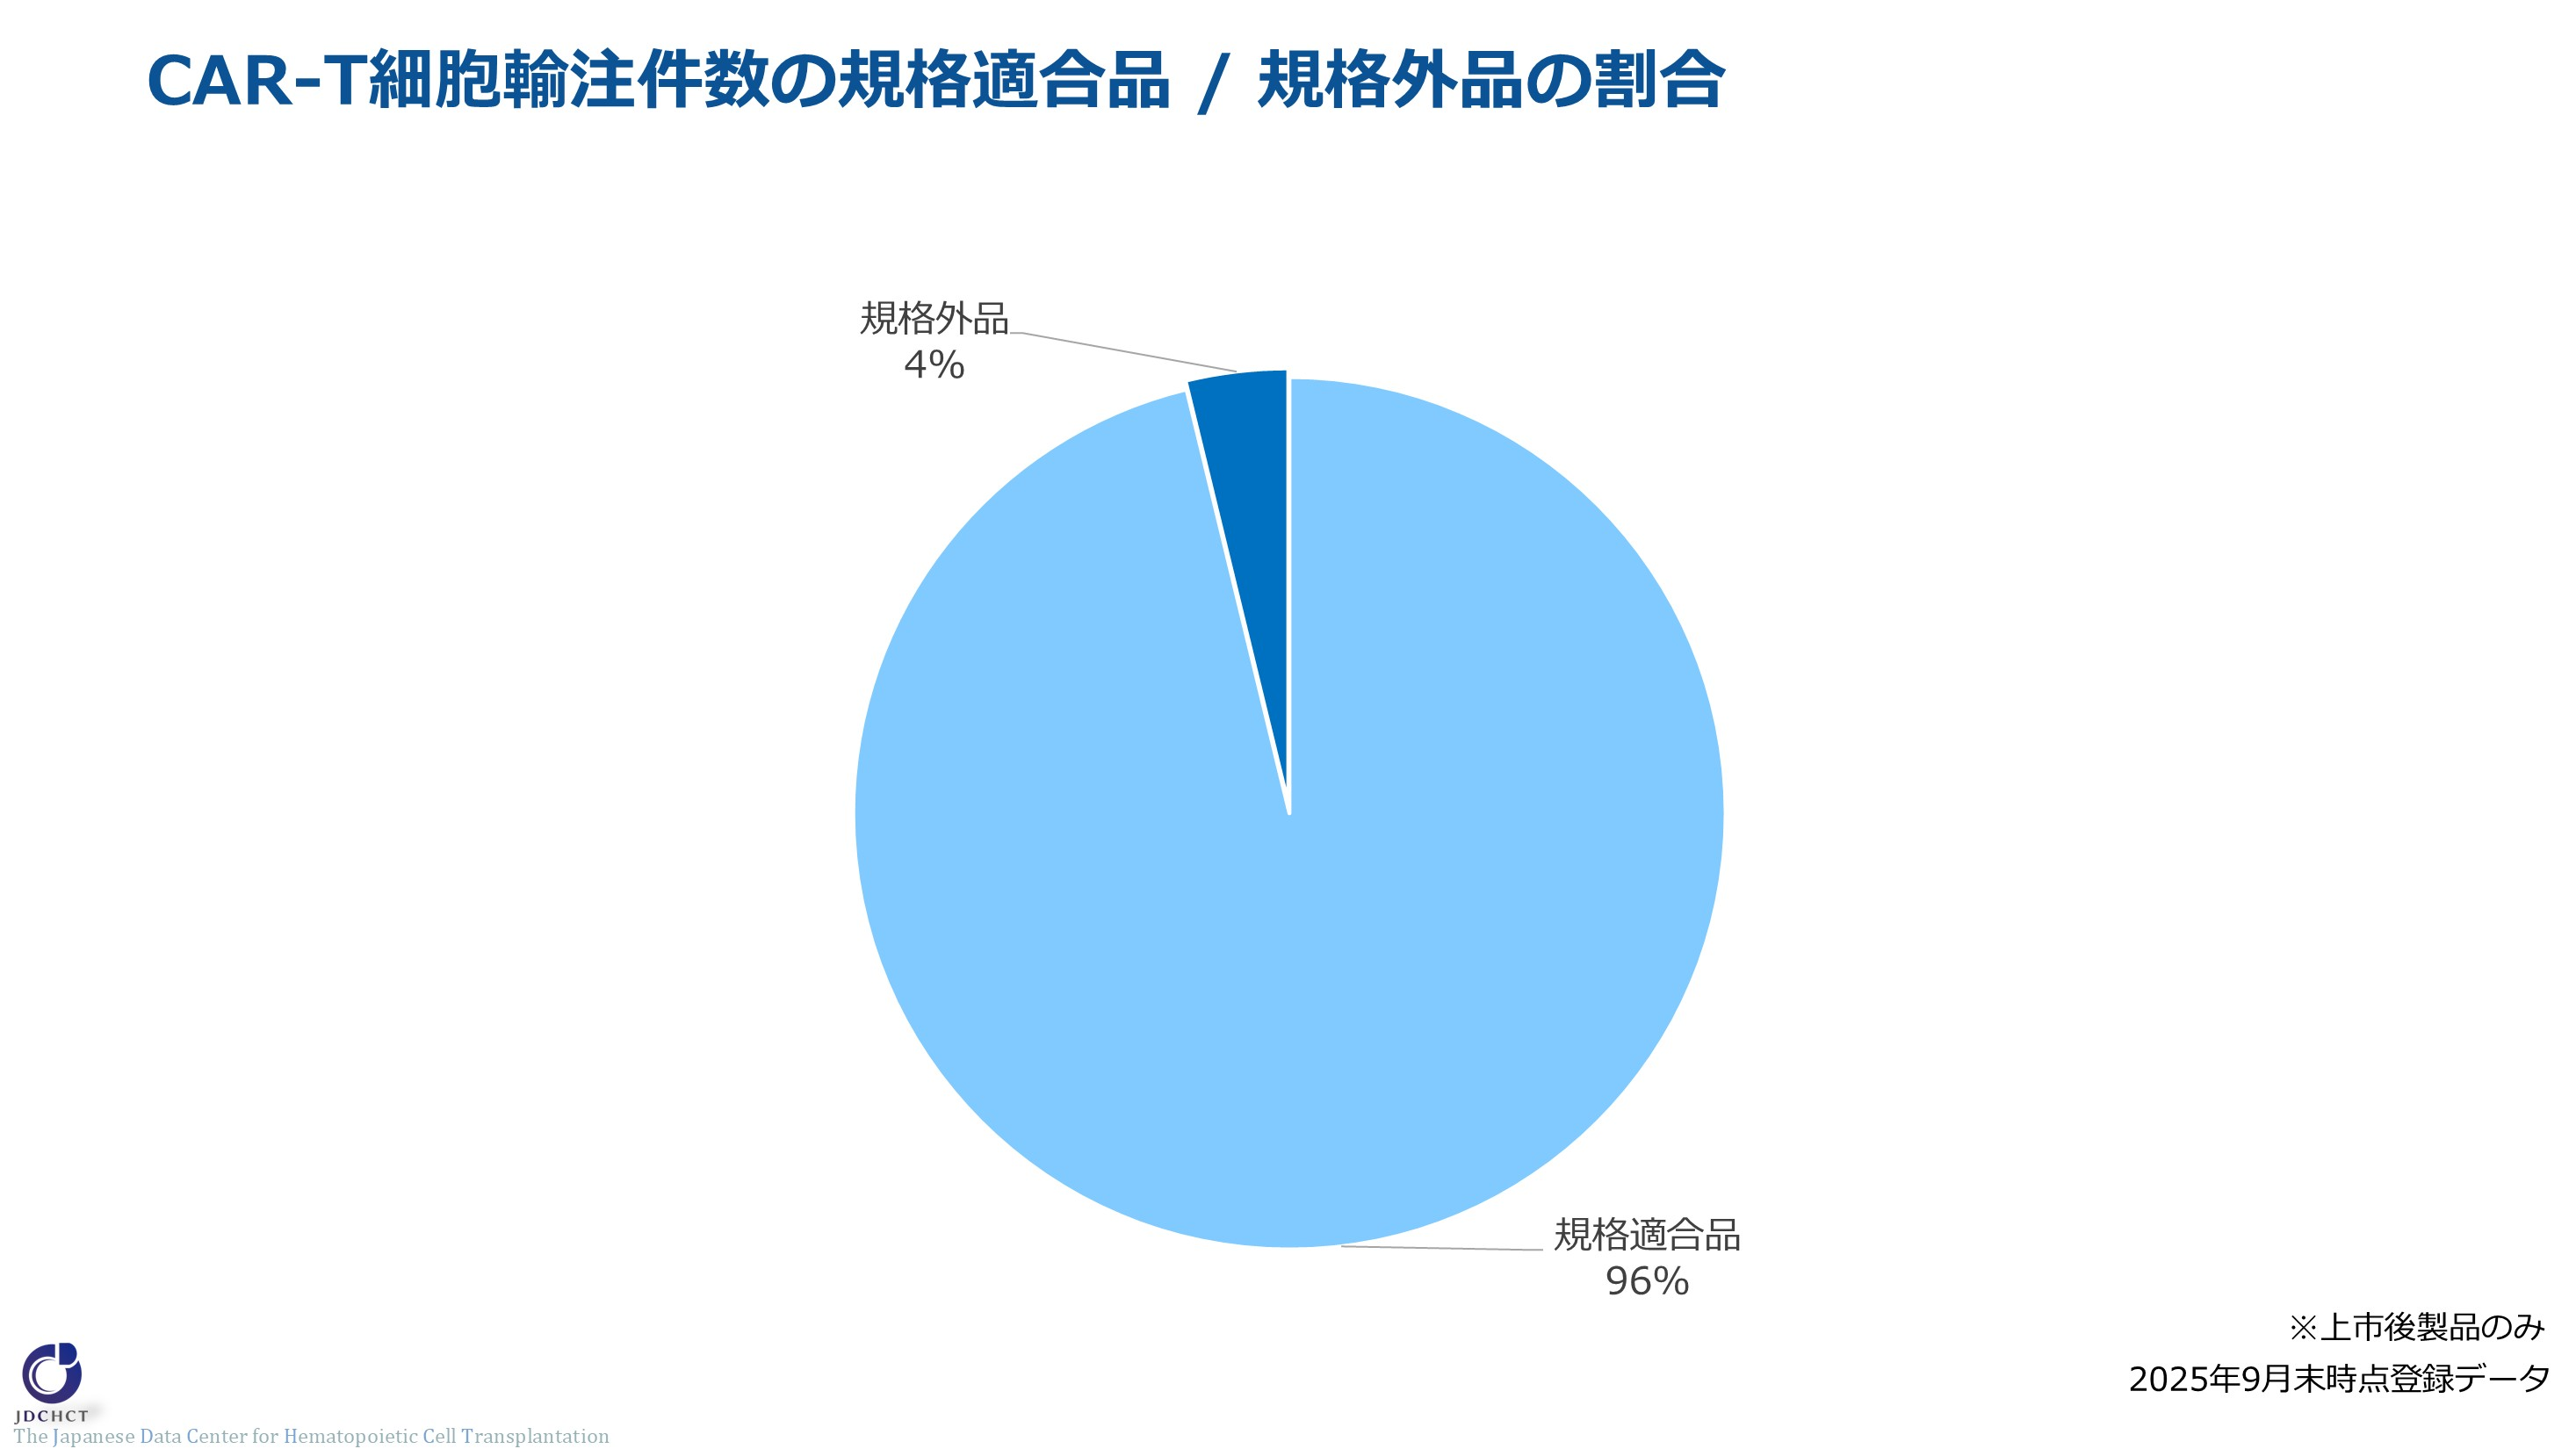 CAR-T細胞輸注件数の規格適合品 / 規格外品の割合
規格外品
4%
規格適合品
96%
※上市後製品のみ
2025年9月末時点登録データ
JDCHCT
The Japanese Data Center for Hematopoietic Cell Transplantation